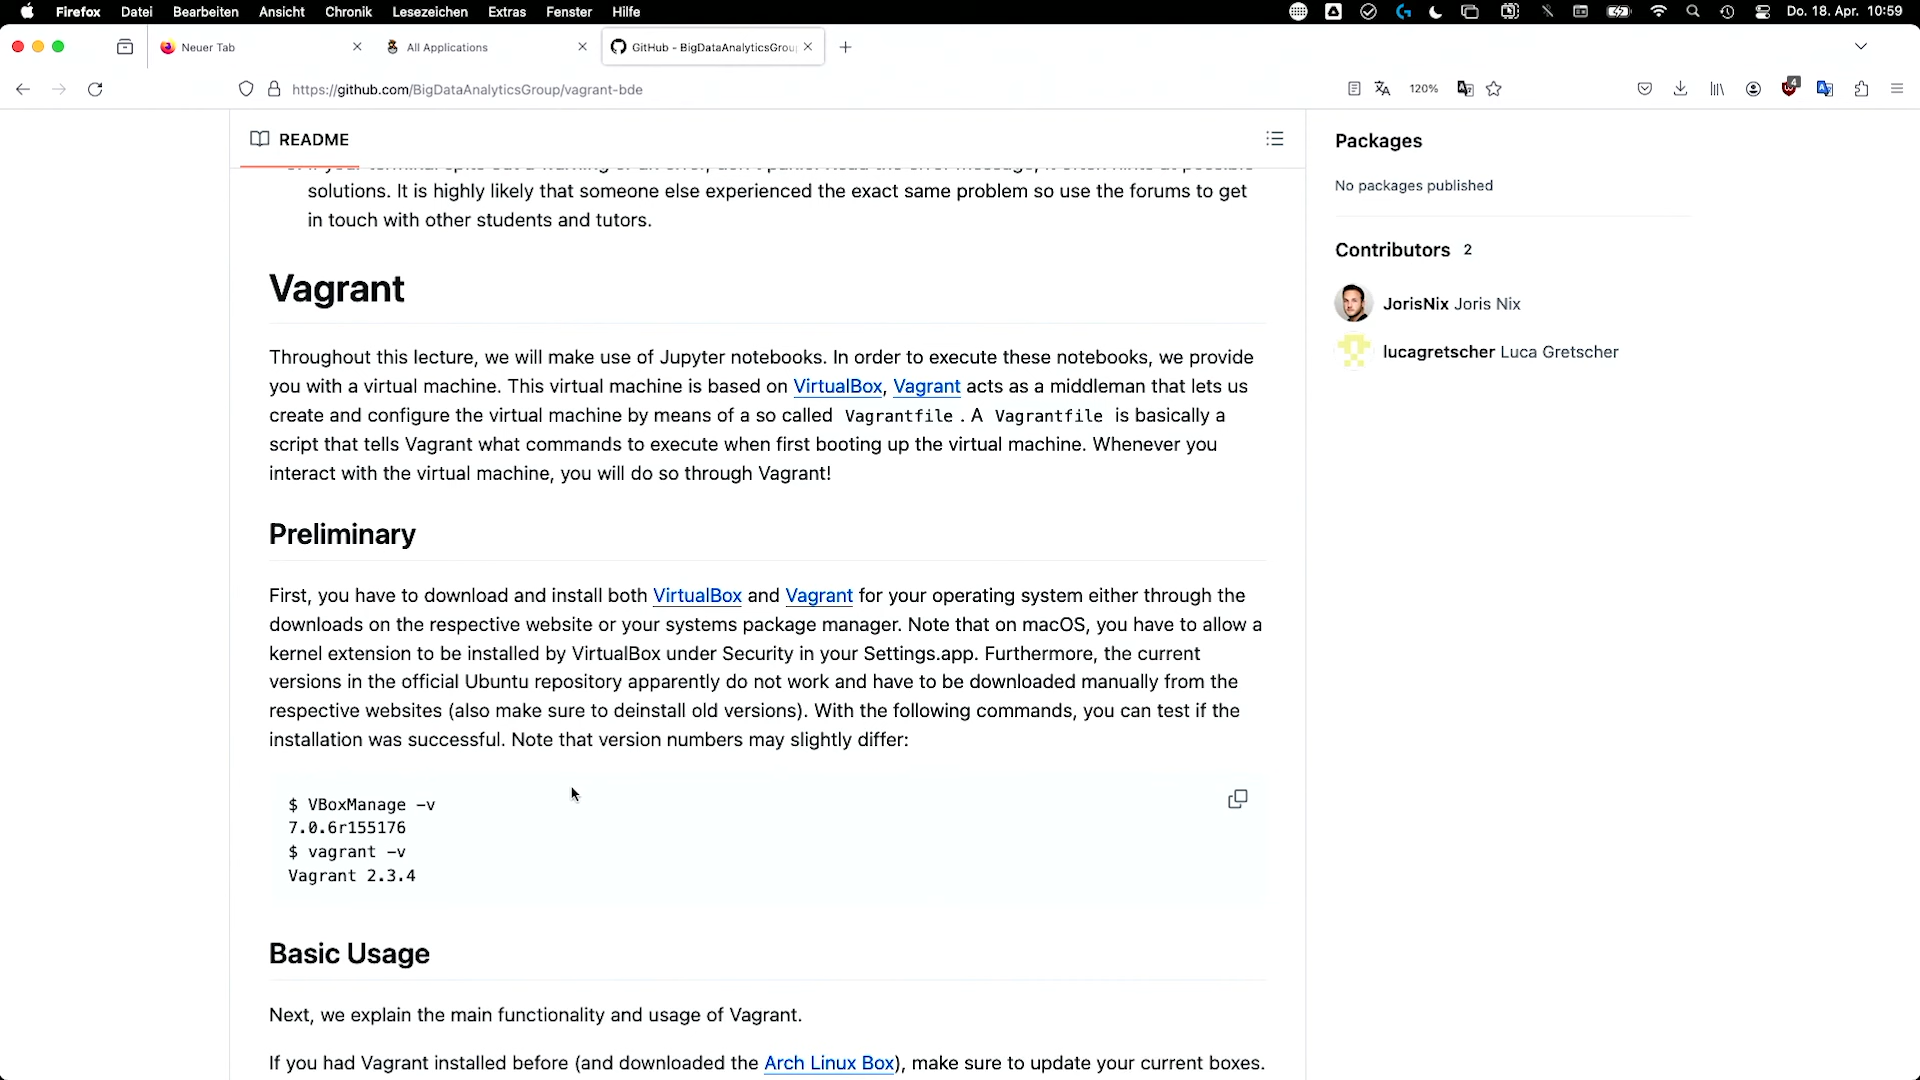 Firefox Datei Bearbeiten Ansicht Chronik Lesezeichen Extras Fenster Hilfe Do. 18. Apr. 10:59
Neuer Tab All Applications GitHub - BigDataAnalyticsGrou
https://github.com/BigDataAnalyticsGroup/vagrant-bde 120% 4
README
solutions. It is highly likely that someone else experienced the exact same problem so use the forums to get
in touch with other students and tutors.
Vagrant
Throughout this lecture, we will make use of Jupyter notebooks. In order to execute these notebooks, we provide
you with a virtual machine. This virtual machine is based on VirtualBox, Vagrant acts as a middleman that lets us
create and configure the virtual machine by means of a so called Vagrantfile . A Vagrantfile is basically a
script that tells Vagrant what commands to execute when first booting up the virtual machine. Whenever you
interact with the virtual machine, you will do so through Vagrant!
Preliminary
First, you have to download and install both VirtualBox and Vagrant for your operating system either through the
downloads on the respective website or your systems package manager. Note that on macOS, you have to allow a
kernel extension to be installed by VirtualBox under Security in your Settings.app. Furthermore, the current
versions in the official Ubuntu repository apparently do not work and have to be downloaded manually from the
respective websites (also make sure to deinstall old versions). With the following commands, you can test if the
installation was successful. Note that version numbers may slightly differ:
$ VBoxManage -v
7.0.6r155176
$ vagrant -v
Vagrant 2.3.4
Basic Usage
Next, we explain the main functionality and usage of Vagrant.
If you had Vagrant installed before (and downloaded the Arch Linux Box), make sure to update your current boxes.
Packages
No packages published
Contributors 2
JorisNix Joris Nix
lucagretscher Luca Gretscher